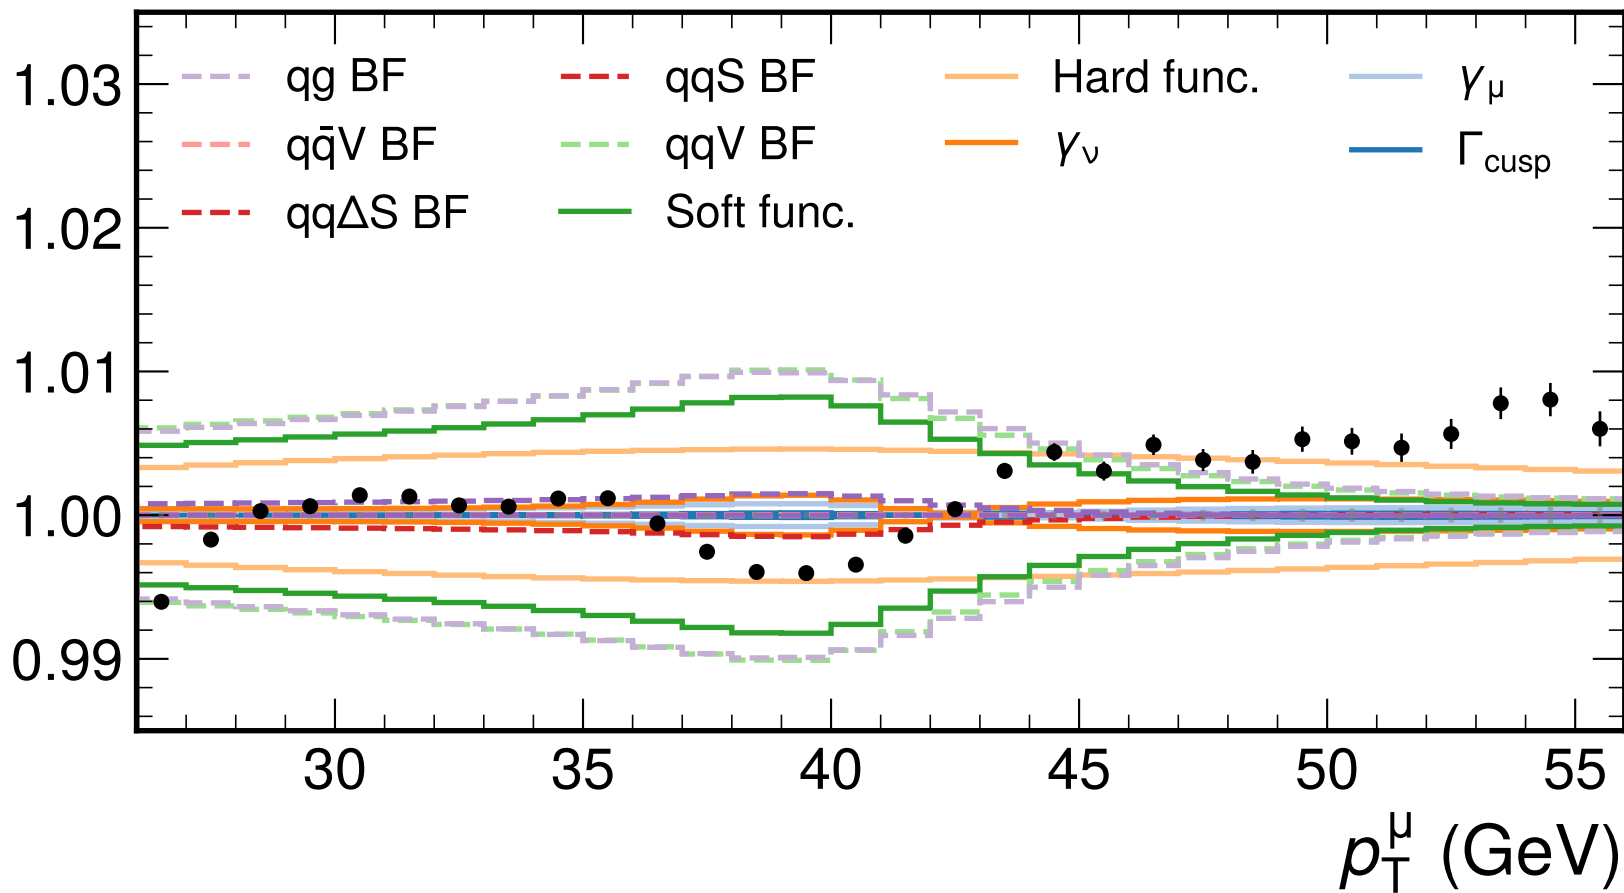 1.03
1.02
1.01
1.00
0.99
qg BF qqS BF Hard func. γμ
qq̄V BF qqV BF γν Γcusp
qqΔS BF Soft func.
30 35 40 45 50 55
pTμ (GeV)